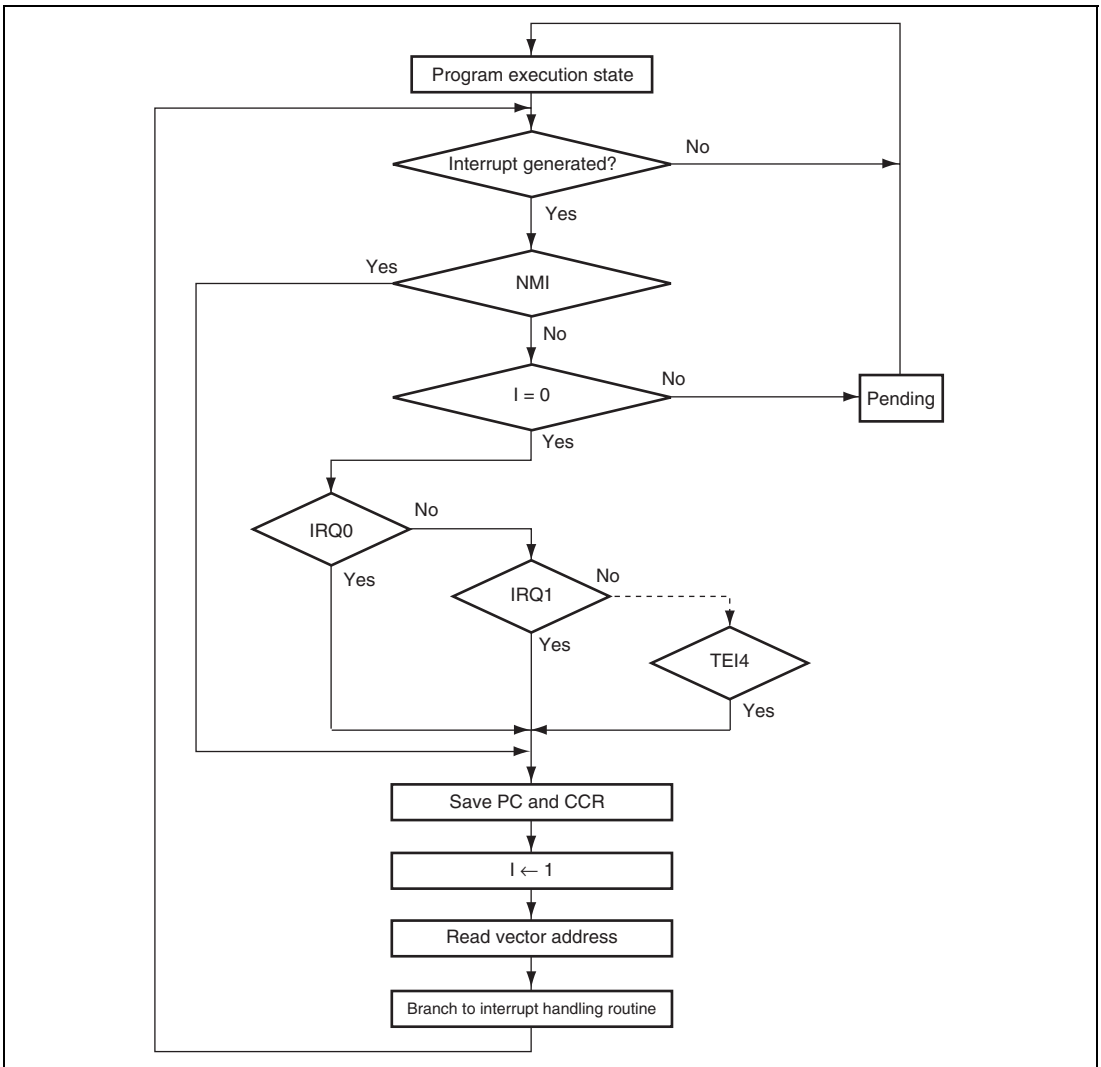 Program execution state
Interrupt generated?
No
Yes
NMI
Yes
No
I = 0
No
Pending
Yes
IRQ0
No
Yes
IRQ1
No
Yes
TEI4
Yes
Save PC and CCR
I ← 1
Read vector address
Branch to interrupt handling routine